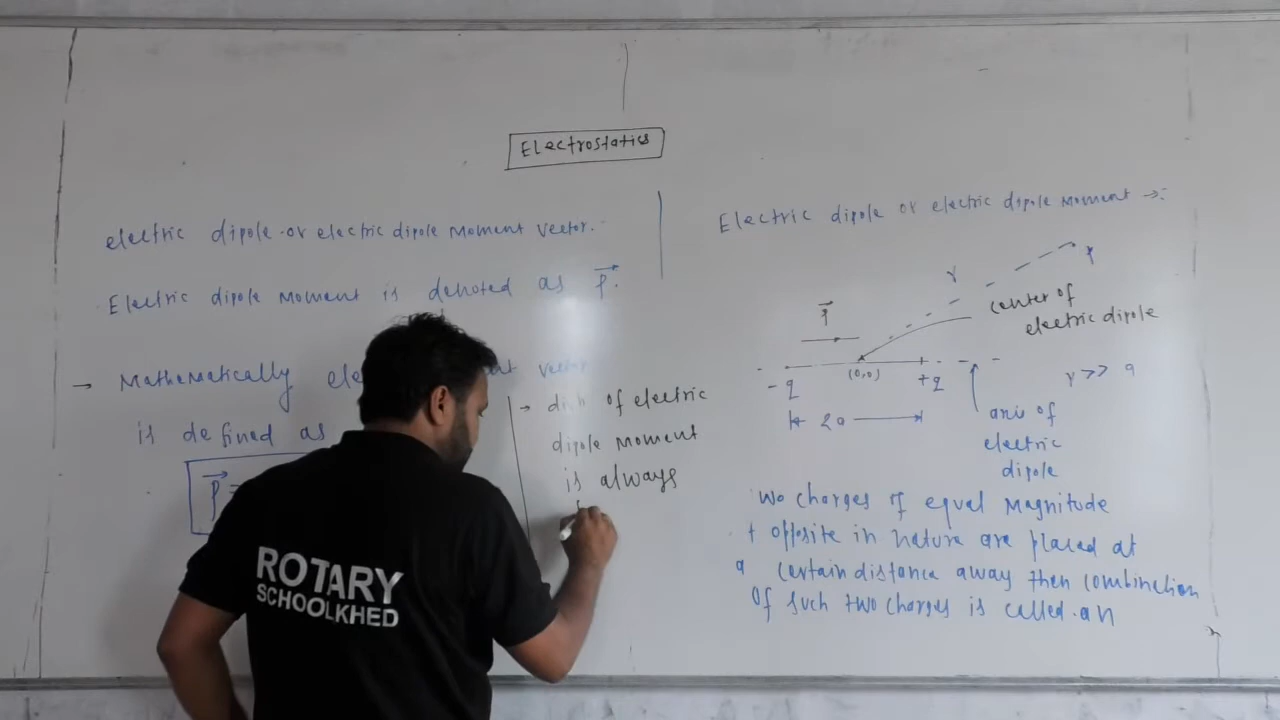 Electrostatics
electric dipole or electric dipole Moment vector.
Electric dipole Moment is denoted as P.
→ Mathematically
vector
is defined as
P =
→ dirn of electric
dipole moment
is always
ROTARY
SCHOOLKHED
Electric dipole or electric dipole Moment →:
r
center of
electric dipole
P
(0,0)
- q
+ q
r >> a
2a
axis of
electric
dipole
Two charges of equal Magnitude
+ opposite in nature are placed at
a certain distance away then combinction
of such two charges is called an